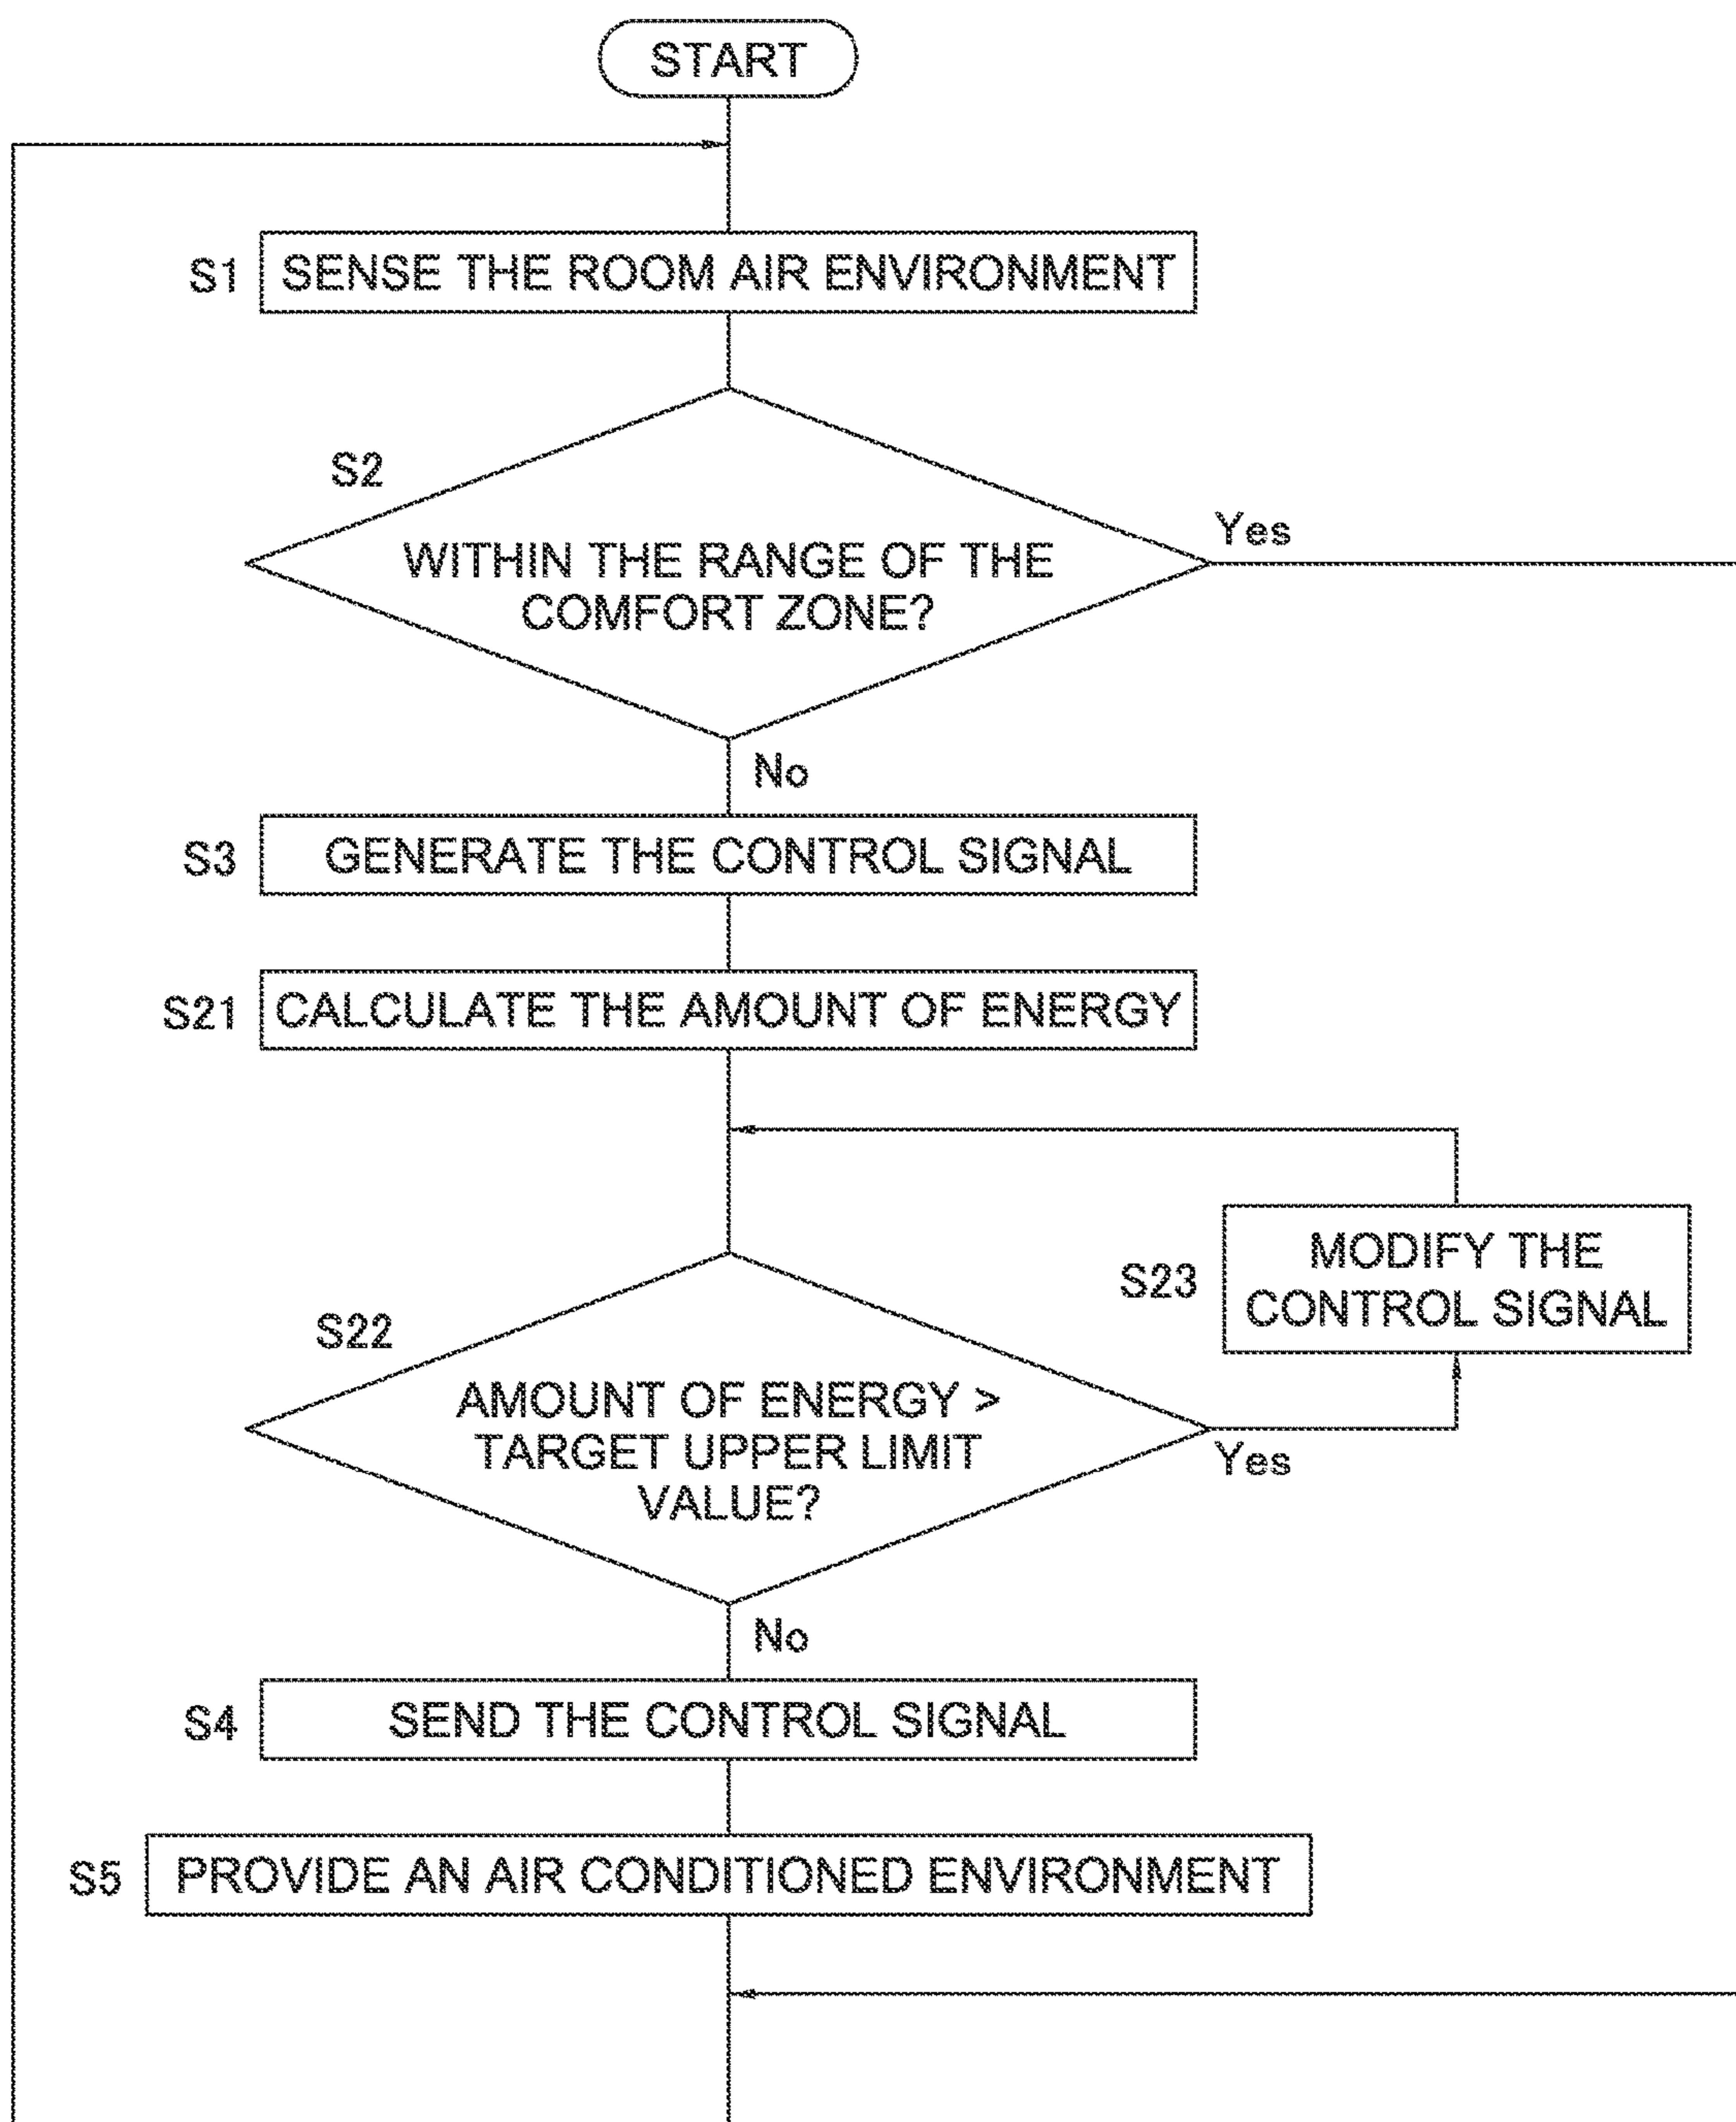 START
S1
SENSE THE ROOM AIR ENVIRONMENT
S2
Yes
WITHIN THE RANGE OF THE
COMFORT ZONE?
No
S3
GENERATE THE CONTROL SIGNAL
S21
CALCULATE THE AMOUNT OF ENERGY
S23
MODIFY THE
CONTROL SIGNAL
S22
AMOUNT OF ENERGY >
TARGET UPPER LIMIT
VALUE?
Yes
No
S4
SEND THE CONTROL SIGNAL
S5
PROVIDE AN AIR CONDITIONED ENVIRONMENT